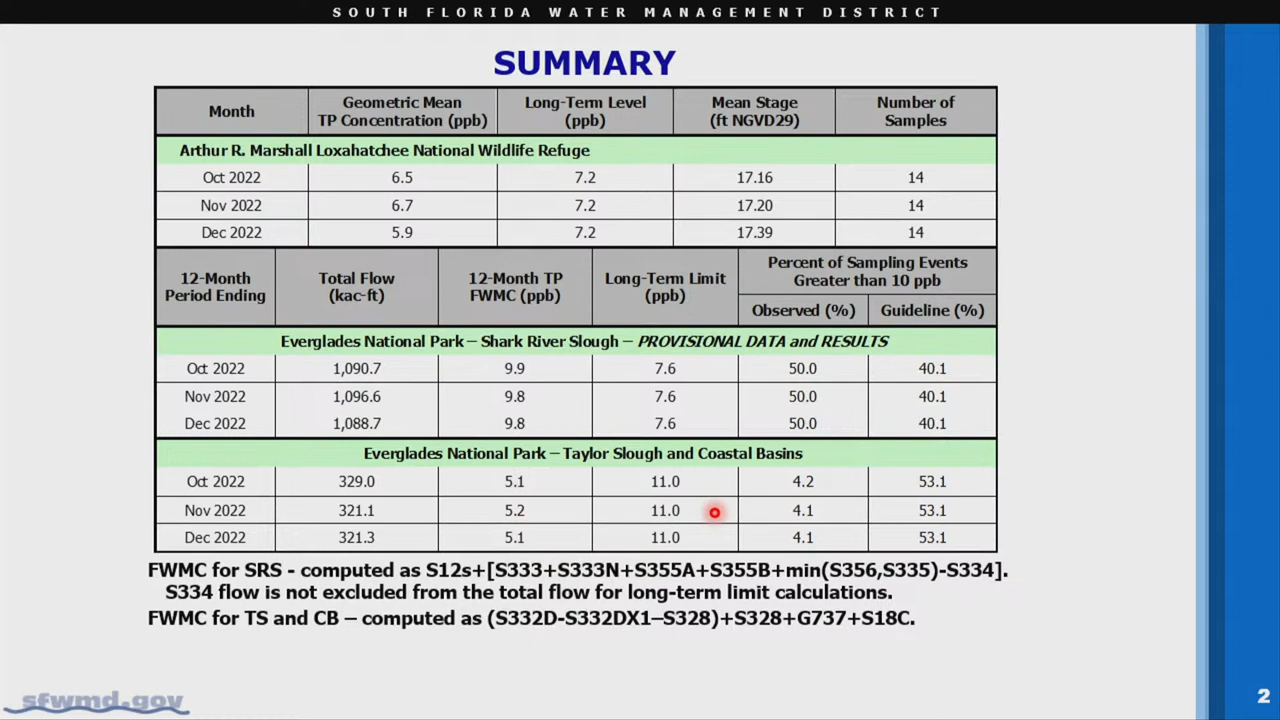 SOUTH FLORIDA WATER MANAGEMENT DISTRICT
SUMMARY
Month Geometric Mean TP Concentration (ppb) Long-Term Level (ppb) Mean Stage (ft NGVD29) Number of Samples
Arthur R. Marshall Loxahatchee National Wildlife Refuge
Oct 2022 6.5 7.2 17.16 14
Nov 2022 6.7 7.2 17.20 14
Dec 2022 5.9 7.2 17.39 14
12-Month Period Ending Total Flow (kac-ft) 12-Month TP FWMC (ppb) Long-Term Limit (ppb) Percent of Sampling Events Greater than 10 ppb
Observed (%) Guideline (%)
Everglades National Park – Shark River Slough – PROVISIONAL DATA and RESULTS
Oct 2022 1,090.7 9.9 7.6 50.0 40.1
Nov 2022 1,096.6 9.8 7.6 50.0 40.1
Dec 2022 1,088.7 9.8 7.6 50.0 40.1
Everglades National Park – Taylor Slough and Coastal Basins
Oct 2022 329.0 5.1 11.0 4.2 53.1
Nov 2022 321.1 5.2 11.0 4.1 53.1
Dec 2022 321.3 5.1 11.0 4.1 53.1
FWMC for SRS - computed as S12s+[S333+S333N+S355A+S355B+min(S356,S335)-S334].
S334 flow is not excluded from the total flow for long-term limit calculations.
FWMC for TS and CB – computed as (S332D-S332DX1–S328)+S328+G737+S18C.
sfwmd.gov
2